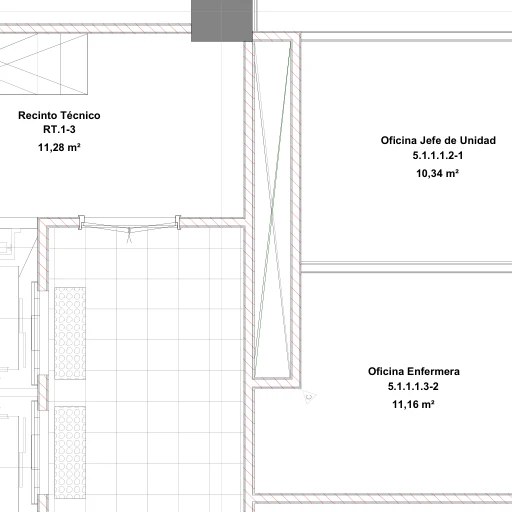 Recinto Técnico
RT.1-3
11,28 m²
Oficina Jefe de Unidad
5.1.1.1.2-1
10,34 m²
Oficina Enfermera
5.1.1.1.3-2
11,16 m²